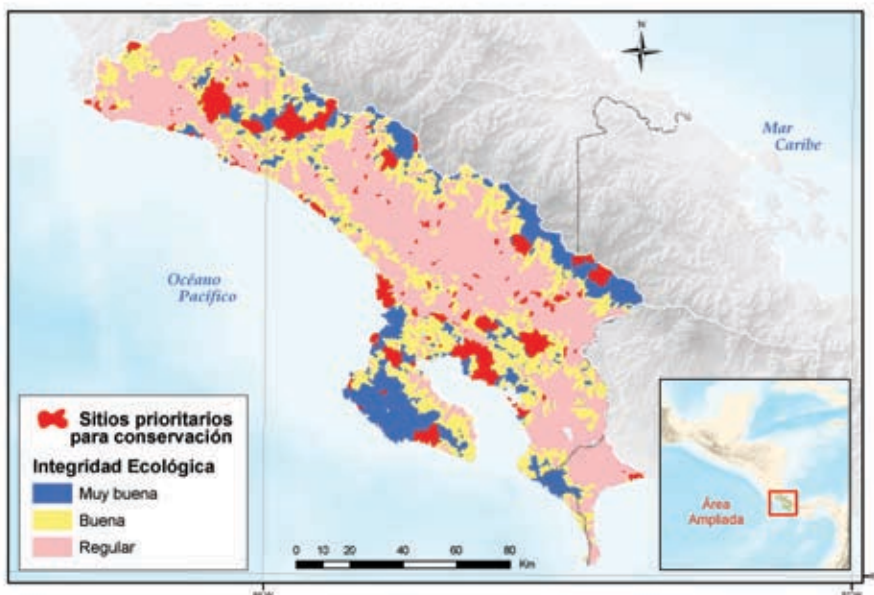 N
Mar
Caribe
Océano
Pacífico
Sitios prioritarios
para conservación
Integridad Ecológica
Muy buena
Buena
Regular
0 10 20 40 60 80
Km
Área
Ampliada